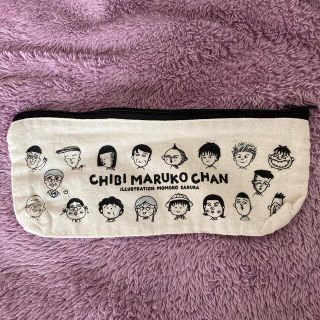 CHIBI MARUKO CHAN
ILLUSTRATION MOMOKO SAKURA